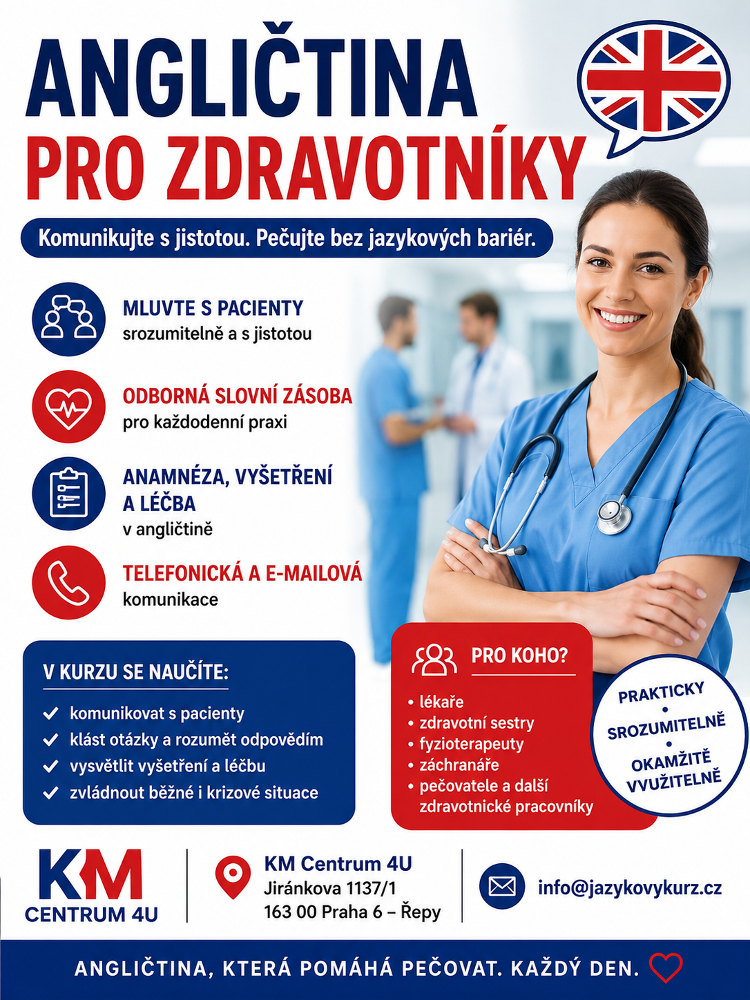 ANGLIČTINA
PRO ZDRAVOTNÍKY
Komunikujte s jistotou. Pečujte bez jazykových bariér.
MLUVTE S PACIENTY
srozumitelně a s jistotou
ODBORNÁ SLOVNÍ ZÁSOBA
pro každodenní praxi
ANAMNÉZA, VYŠETŘENÍ
A LÉČBA
v angličtině
TELEFONICKÁ A E-MAILOVÁ
komunikace
V KURZU SE NAUČÍTE:
komunikovat s pacienty
klást otázky a rozumět odpovědím
vysvětlit vyšetření a léčbu
zvládnout běžné i krizové situace
PRO KOHO?
• lékaře
• zdravotní sestry
• fyzioterapeuty
• záchranáře
• pečovatele a další
zdravotnické pracovníky
PRAKTICKY
•
SROZUMITELNĚ
•
OKAMŽITĚ
VYUŽITELNĚ
KM
CENTRUM 4U
KM Centrum 4U
Jiránkova 1137/1
163 00 Praha 6 – Řepy
info@jazykovykurz.cz
ANGLIČTINA, KTERÁ POMÁHÁ PEČOVAT. KAŽDÝ DEN.